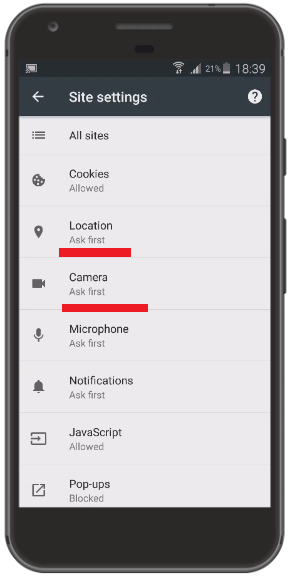 21% 18:39
Site settings
All sites
Cookies
Allowed
Location
Ask first
Camera
Ask first
Microphone
Ask first
Notifications
Ask first
JavaScript
Allowed
Pop-ups
Blocked